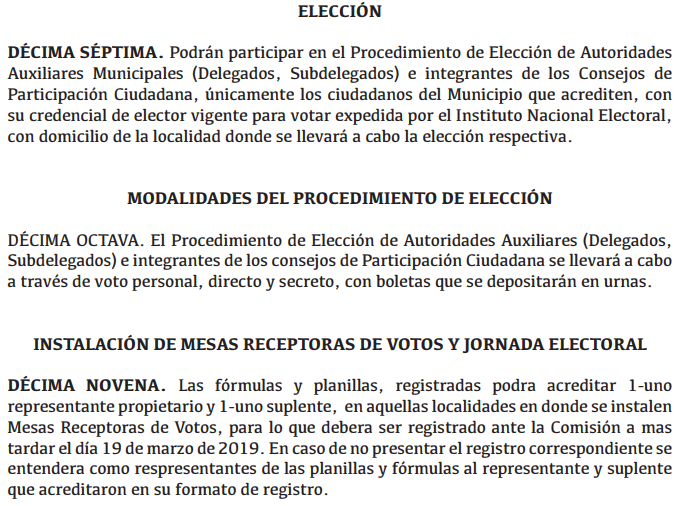 ELECCIÓN
DÉCIMA SÉPTIMA. Podrán participar en el Procedimiento de Elección de Autoridades
Auxiliares Municipales (Delegados, Subdelegados) e integrantes de los Consejos de
Participación Ciudadana, únicamente los ciudadanos del Municipio que acrediten, con
su credencial de elector vigente para votar expedida por el Instituto Nacional Electoral,
con domicilio de la localidad donde se llevará a cabo la elección respectiva.
MODALIDADES DEL PROCEDIMIENTO DE ELECCIÓN
DÉCIMA OCTAVA. El Procedimiento de Elección de Autoridades Auxiliares (Delegados,
Subdelegados) e integrantes de los consejos de Participación Ciudadana se llevará a cabo
a través de voto personal, directo y secreto, con boletas que se depositarán en urnas.
INSTALACIÓN DE MESAS RECEPTORAS DE VOTOS Y JORNADA ELECTORAL
DÉCIMA NOVENA. Las fórmulas y planillas, registradas podra acreditar 1-uno
representante propietario y 1-uno suplente, en aquellas localidades en donde se instalen
Mesas Receptoras de Votos, para lo que debera ser registrado ante la Comisión a mas
tardar el día 19 de marzo de 2019. En caso de no presentar el registro correspondiente se
entendera como respresentantes de las planillas y fórmulas al representante y suplente
que acreditaron en su formato de registro.